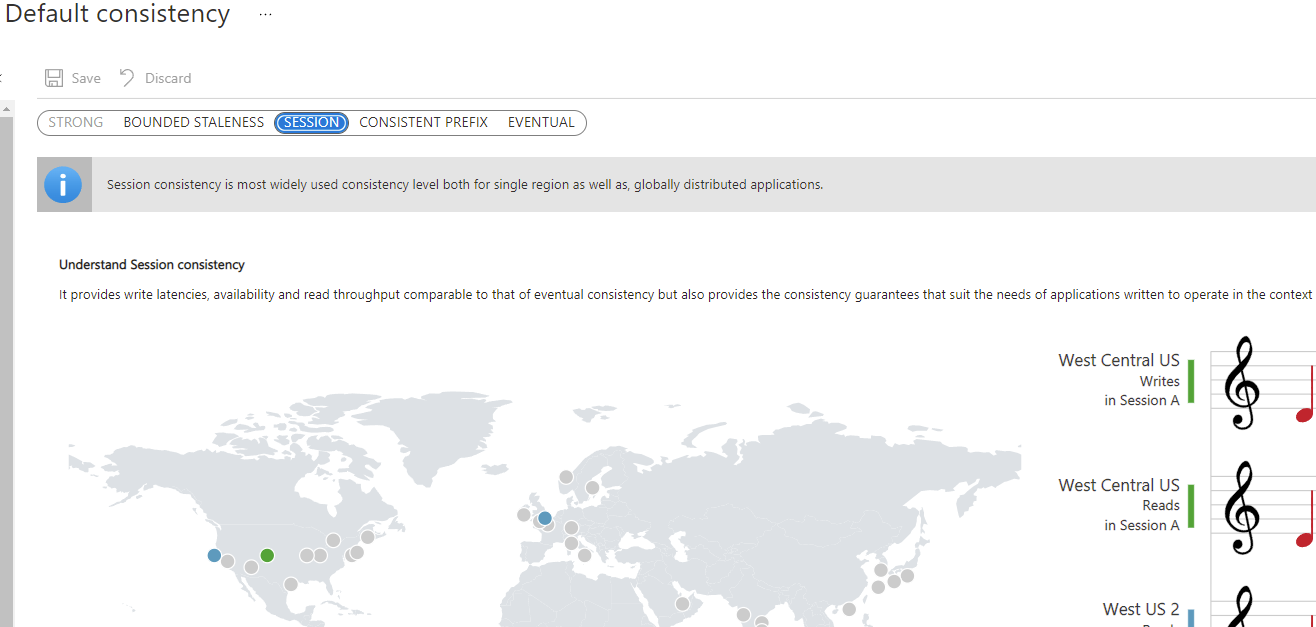 Default consistency ...
Save Discard
STRONG BOUNDED STALENESS SESSION CONSISTENT PREFIX EVENTUAL
Session consistency is most widely used consistency level both for single region as well as, globally distributed applications.
Understand Session consistency
It provides write latencies, availability and read throughput comparable to that of eventual consistency but also provides the consistency guarantees that suit the needs of applications written to operate in the context
West Central US
Writes
in Session A
West Central US
Reads
in Session A
West US 2